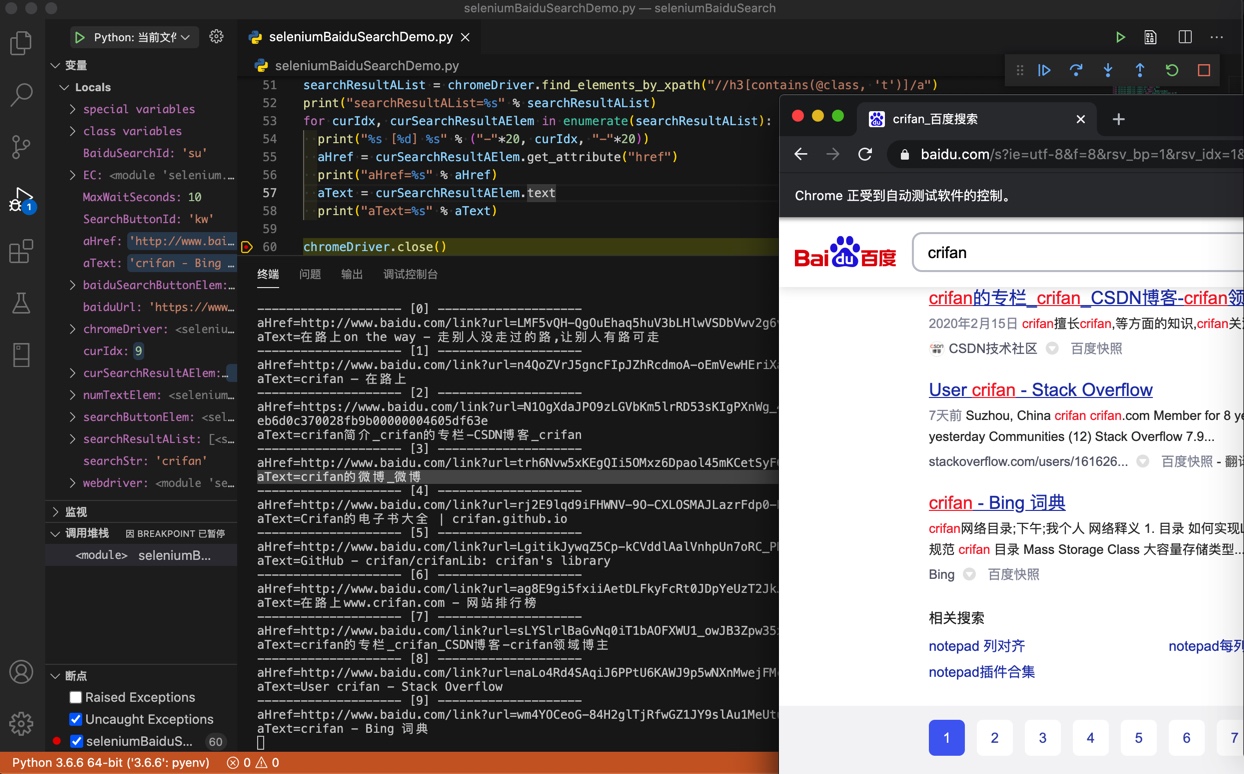 seleniumBaiduSearchDemo.py — seleniumBaiduSearch
Python: 当前文件
seleniumBaiduSearchDemo.py
变量
Locals
special variables
class variables
BaiduSearchId: 'su'
EC: <module 'selenium....
MaxWaitSeconds: 10
SearchButtonId: 'kw'
aHref: 'http://www.bai...
aText: 'crifan - Bing ...
baiduSearchButtonElem:...
baiduUrl: 'https://www...
chromeDriver: <seleniu...
curIdx: 9
curSearchResultAElem:...
numTextElem: <selenium...
searchButtonElem: <sel...
searchResultAList: [<s...
searchStr: 'crifan'
webdriver: <module 'se...
监视
调用堆栈 因 BREAKPOINT 已暂停
<module> seleniumB...
断点
Raised Exceptions
Uncaught Exceptions
seleniumBaiduS... 60
1
seleniumBaiduSearchDemo.py
51 searchResultAList = chromeDriver.find_elements_by_xpath("//h3[contains(@class, 't')]/a")
52 print("searchResultAList=%s" % searchResultAList)
53 for curIdx, curSearchResultAElem in enumerate(searchResultAList):
54 print("%s [%d] %s" % ("-"*20, curIdx, "-"*20))
55 aHref = curSearchResultAElem.get_attribute("href")
56 print("aHref=%s" % aHref)
57 aText = curSearchResultAElem.text
58 print("aText=%s" % aText)
59
60 chromeDriver.close()
终端 问题 输出 调试控制台
-------------------- [0] --------------------
aHref=http://www.baidu.com/link?url=LMF5vQH-QgOuEhaq5huV3bLHlwVSDbVwv2g6
aText=在路上on the way - 走别人没走过的路,让别人有路可走
-------------------- [1] --------------------
aHref=http://www.baidu.com/link?url=n4QoZVrJ5gncFIpJZhRcdmoA-oEmVewHEriX
aText=crifan – 在路上
-------------------- [2] --------------------
aHref=https://www.baidu.com/link?url=N1OgXdaJPO9zLGVbKm5lrRD53sKIgPXnWg_
eb6d0c370028fb9b00000004605df63e
aText=crifan简介_crifan的专栏-CSDN博客_crifan
-------------------- [3] --------------------
aHref=http://www.baidu.com/link?url=trh6Nvw5xKEgQIi5OMxz6Dpaol45mKCetSyF
aText=crifan的微博_微博
-------------------- [4] --------------------
aHref=http://www.baidu.com/link?url=rj2E9lqd9iFHWNV-9O-CXLOSMAJLazrFdp0-
aText=Crifan的电子书大全 | crifan.github.io
-------------------- [5] --------------------
aHref=http://www.baidu.com/link?url=LgitikJywqZ5Cp-kCVddlAalVnhpUn7oRC_P
aText=GitHub - crifan/crifanLib: crifan's library
-------------------- [6] --------------------
aHref=http://www.baidu.com/link?url=ag8E9gi5fxiiAetDLFkyFcRt0JDpYeUzT2Jk
aText=在路上www.crifan.com - 网站排行榜
-------------------- [7] --------------------
aHref=http://www.baidu.com/link?url=sLYSlrlBaGvNq0iT1bAOFXWU1_owJB3Zpw35
aText=crifan的专栏_crifan_CSDN博客-crifan领域博主
-------------------- [8] --------------------
aHref=http://www.baidu.com/link?url=naLo4Rd4SAqiJ6PPtU6KAWJ9p5wNXnMwejFM
aText=User crifan - Stack Overflow
-------------------- [9] --------------------
aHref=http://www.baidu.com/link?url=wm4YOCeoG-84H2glTjRfwGZ1JY9slAu1MeUt
aText=crifan - Bing 词典
Python 3.6.6 64-bit ('3.6.6': pyenv) 0 0
crifan_百度搜索
baidu.com/s?ie=utf-8&f=8&rsv_bp=1&rsv_idx=1&
Chrome 正受到自动测试软件的控制。
Bai du 百度
crifan
crifan的专栏_crifan_CSDN博客-crifan领
2020年2月15日 crifan擅长crifan,等方面的知识,crifan关
CSDN技术社区 百度快照
User crifan - Stack Overflow
7天前 Suzhou, China crifan crifan.com Member for 8 ye
yesterday Communities (12) Stack Overflow 7.9...
stackoverflow.com/users/161626... 百度快照 - 翻译
crifan - Bing 词典
crifan网络目录;下午;我个人 网络释义 1. 目录 如何实现L
规范 crifan 目录 Mass Storage Class 大容量存储类型...
Bing 百度快照
相关搜索
notepad 列对齐 notepad每列
notepad插件合集
1 2 3 4 5 6 7